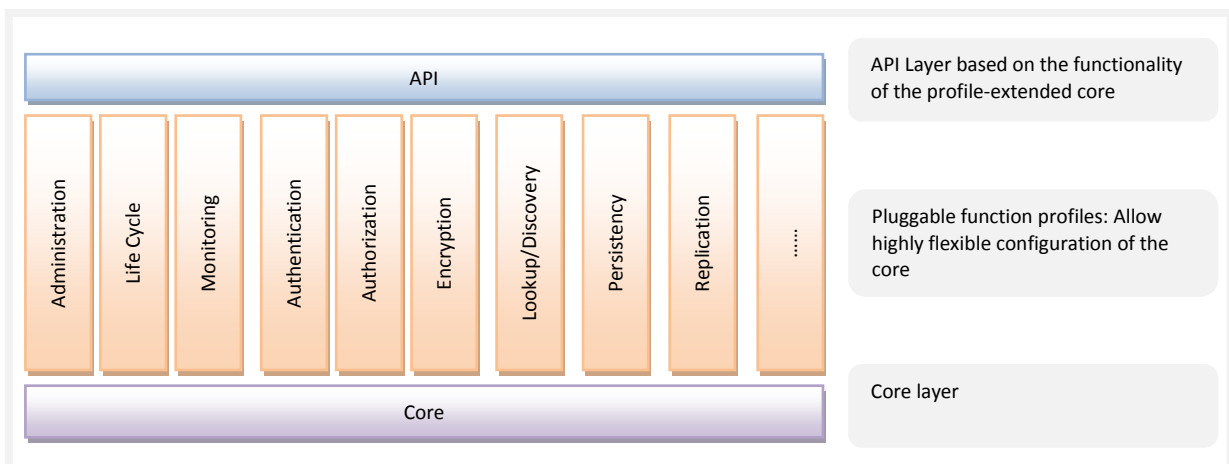 API
API Layer based on the functionality
of the profile-extended core
Administration
Life Cycle
Monitoring
Authentication
Authorization
Encryption
Lookup/Discovery
Persistency
Replication
......
Pluggable function profiles: Allow
highly flexible configuration of the
core
Core
Core layer